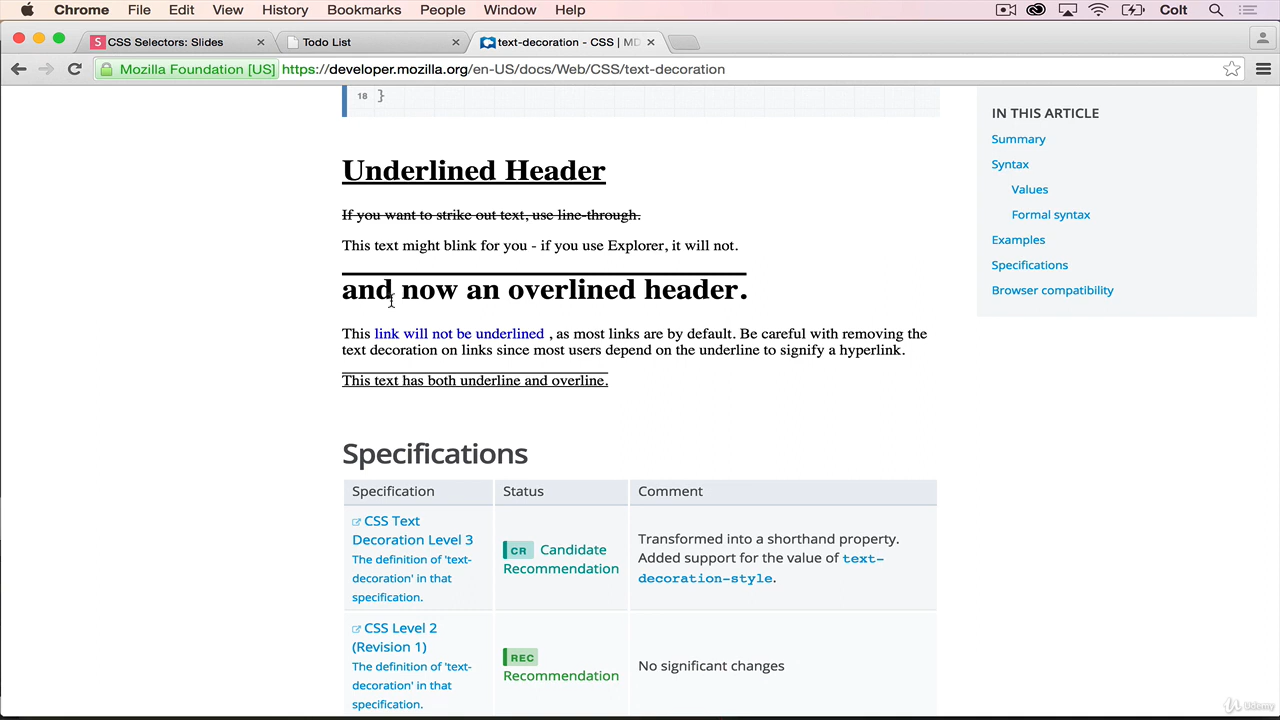 Chrome File Edit View History Bookmarks People Window Help Colt
CSS Selectors: Slides Todo List text-decoration - CSS | MD
Mozilla Foundation [US] https://developer.mozilla.org/en-US/docs/Web/CSS/text-decoration
18 }
Underlined Header
If you want to strike out text, use line-through.
This text might blink for you - if you use Explorer, it will not.
and now an overlined header.
This link will not be underlined , as most links are by default. Be careful with removing the
text decoration on links since most users depend on the underline to signify a hyperlink.
This text has both underline and overline.
Specifications
Specification Status Comment
CSS Text
Decoration Level 3
The definition of 'text-
decoration' in that
specification.
CR Candidate
Recommendation
Transformed into a shorthand property.
Added support for the value of text-
decoration-style.
CSS Level 2
(Revision 1)
The definition of 'text-
decoration' in that
specification.
REC
Recommendation
No significant changes
IN THIS ARTICLE
Summary
Syntax
Values
Formal syntax
Examples
Specifications
Browser compatibility
Udemy